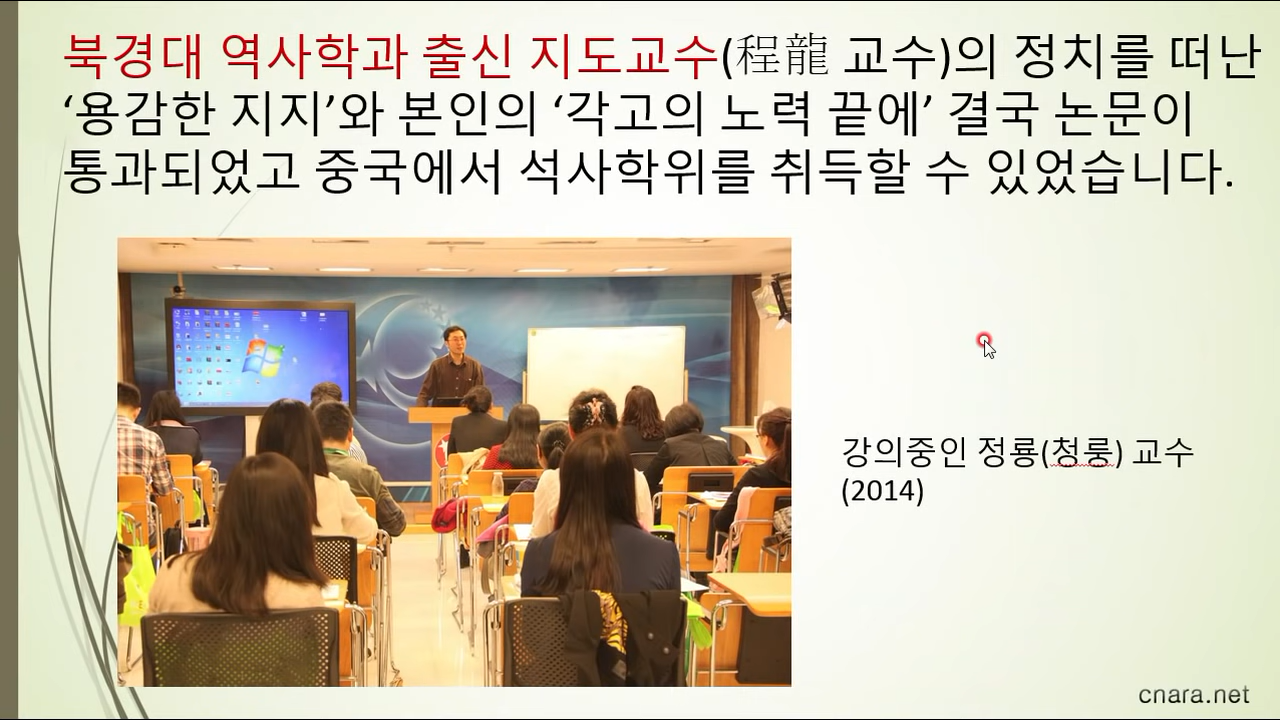 북경대 역사학과 출신 지도교수(程龍 교수)의 정치를 떠난
‘용감한 지지’와 본인의 ‘각고의 노력 끝에’ 결국 논문이
통과되었고 중국에서 석사학위를 취득할 수 있었습니다.
강의중인 정룡(청룽) 교수
(2014)
cnara.net